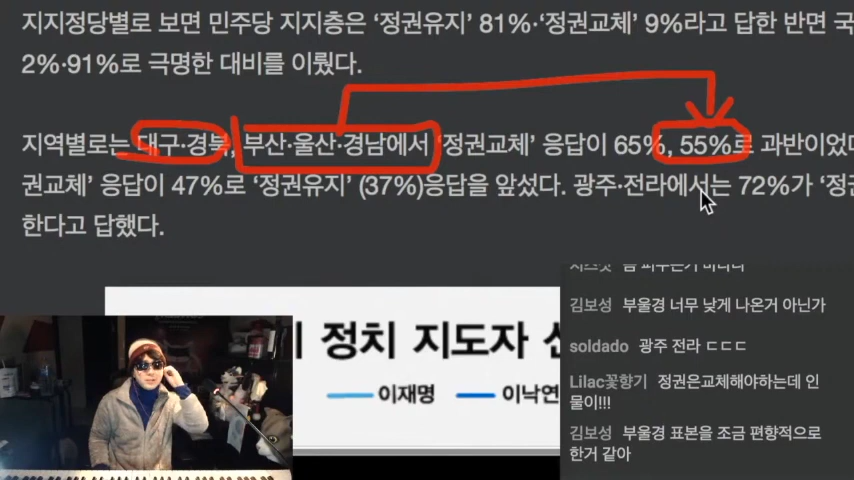 지지정당별로 보면 민주당 지지층은 ‘정권유지’ 81%·‘정권교체’ 9%라고 답한 반면 국
2%·91%로 극명한 대비를 이뤘다.
지역별로는 대구·경북, 부산·울산·경남에서 ‘정권교체’ 응답이 65%, 55%로 과반이었
권교체’ 응답이 47%로 ‘정권유지’ (37%)응답을 앞섰다. 광주·전라에서는 72%가 ‘정권
한다고 답했다.
정치 지도자 선
이재명 이낙연
김보성 부울경 너무 낮게 나온거 아닌가
soldado 광주 전라 ㄷㄷㄷ
Lilac꽃향기 정권은교체해야하는데 인
물이!!!
김보성 부울경 표본을 조금 편향적으로
한거 같아